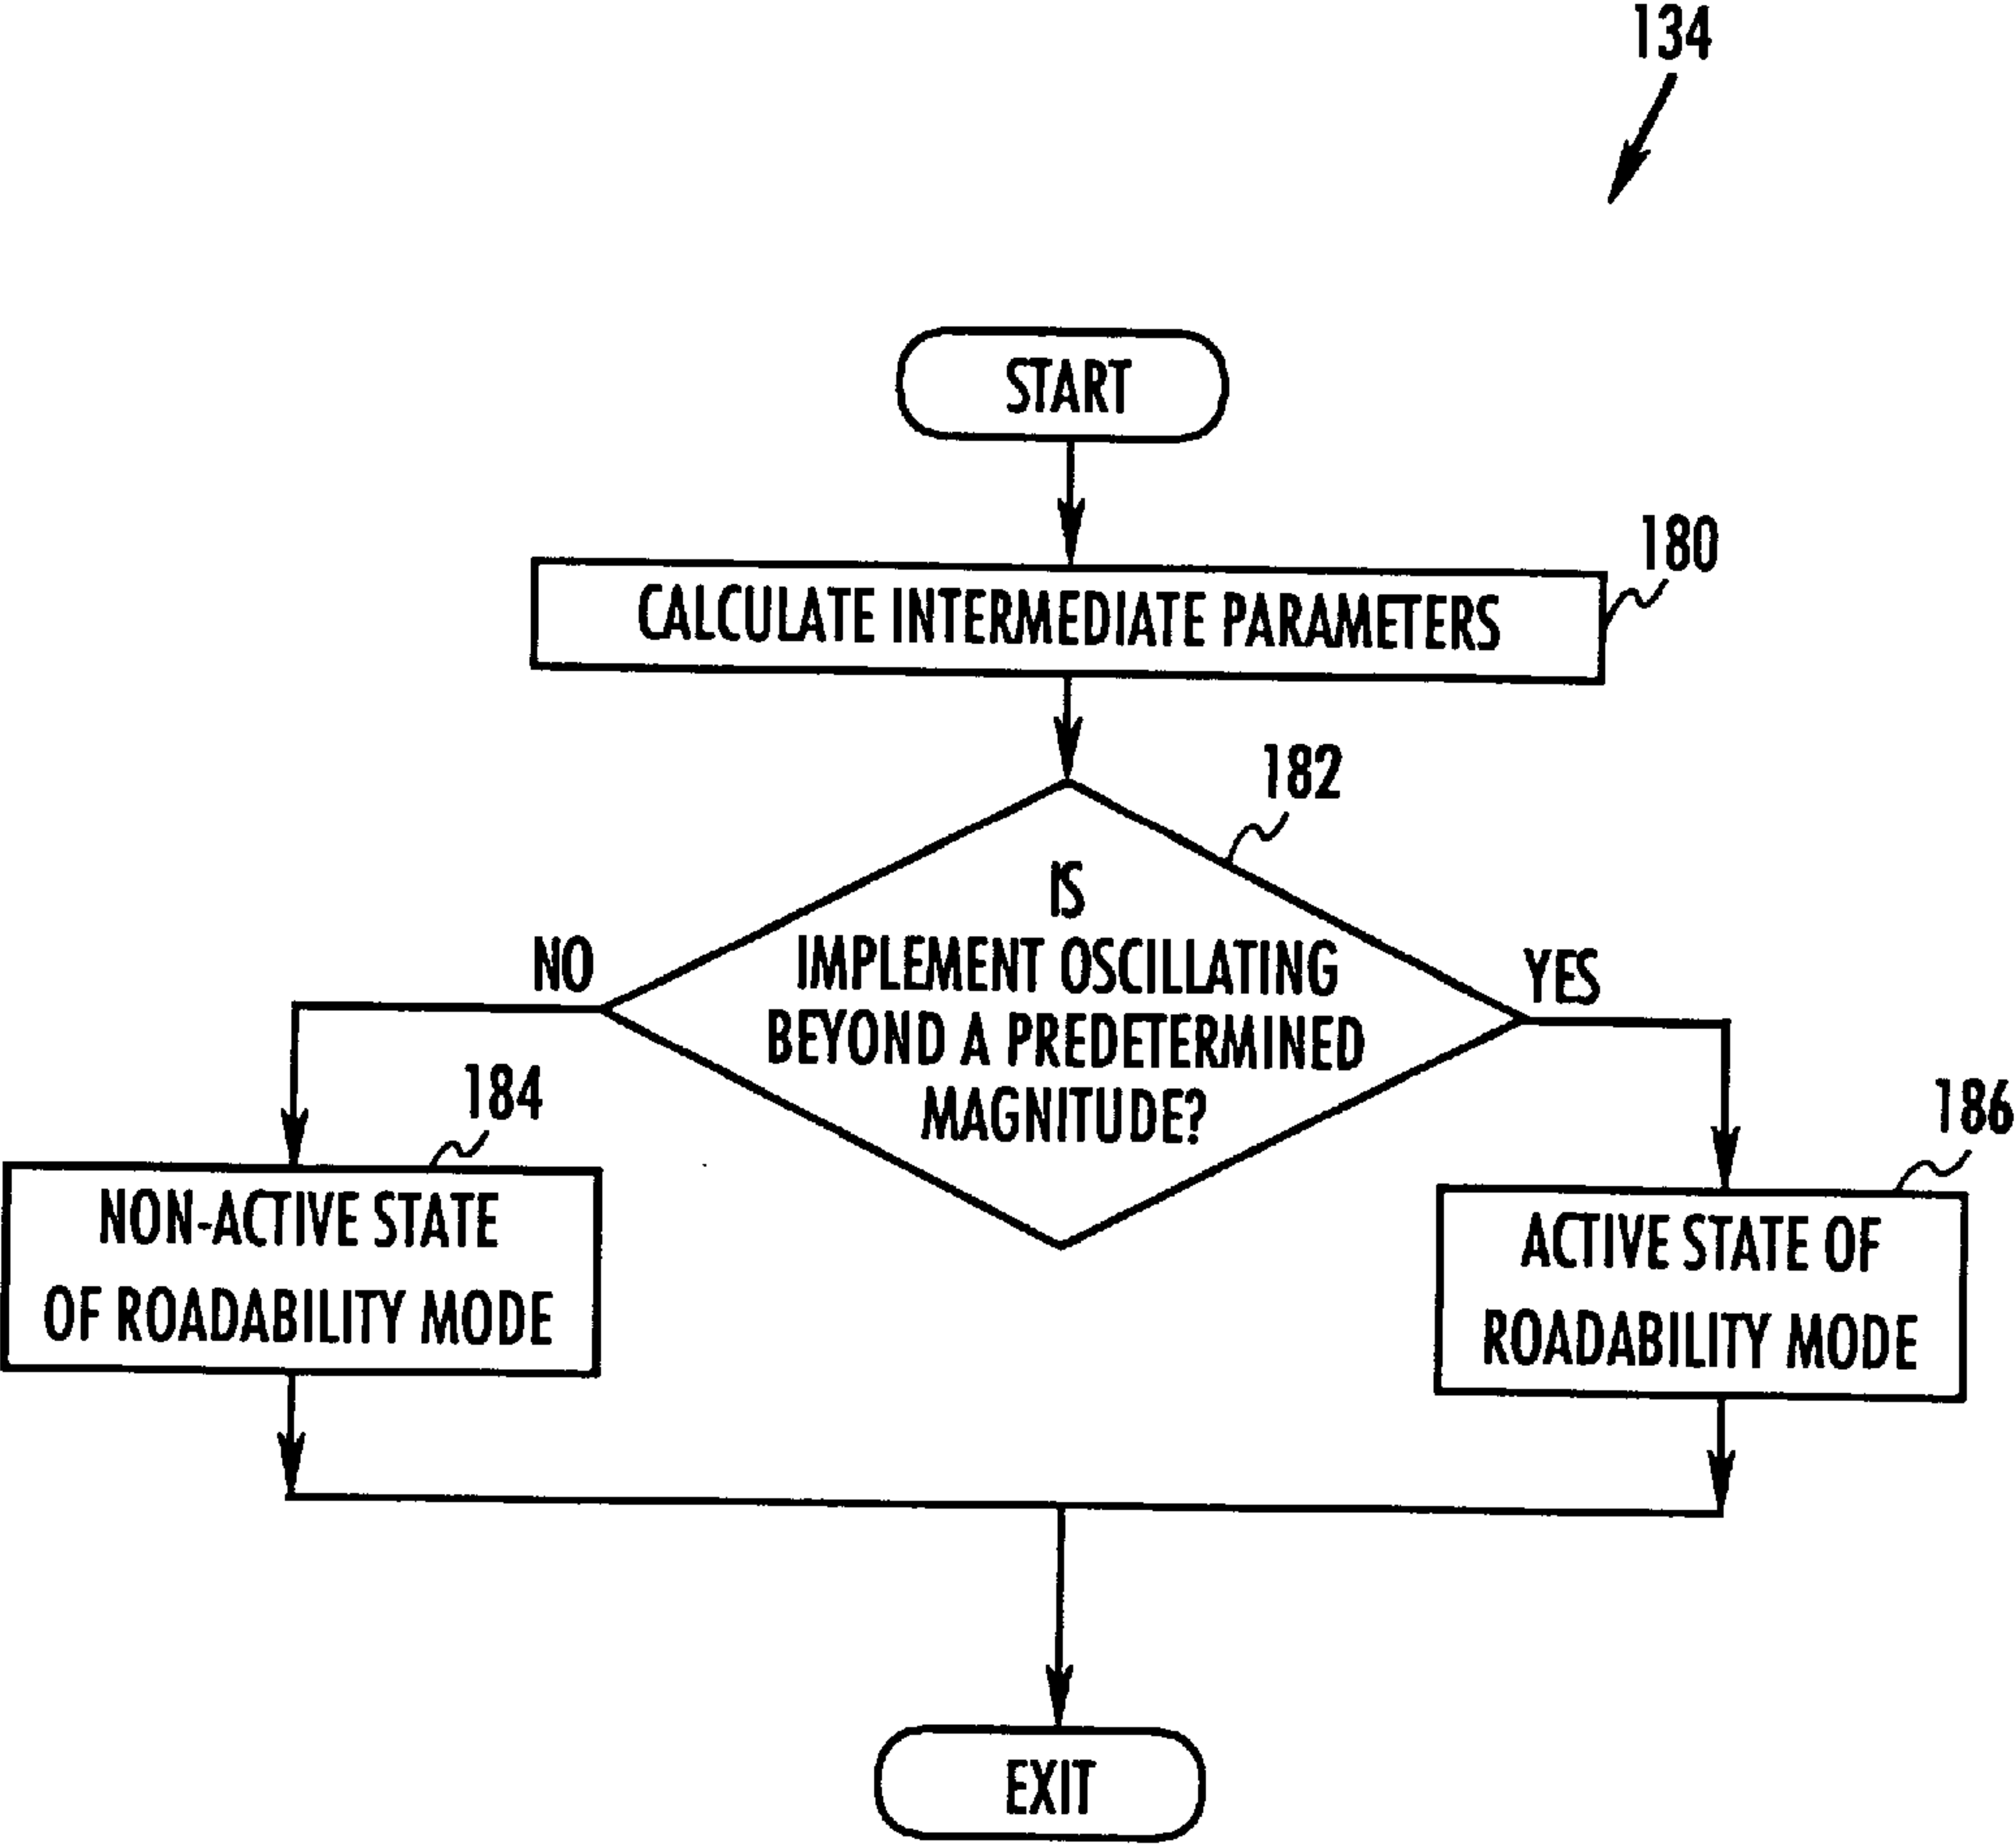 134
START
180
CALCULATE INTERMEDIATE PARAMETERS
182
IS
IMPLEMENT OSCILLATING
BEYOND A PREDETERMINED
MAGNITUDE?
NO
YES
184
NON-ACTIVE STATE
OF ROADABILITY MODE
186
ACTIVE STATE OF
ROADABILITY MODE
EXIT